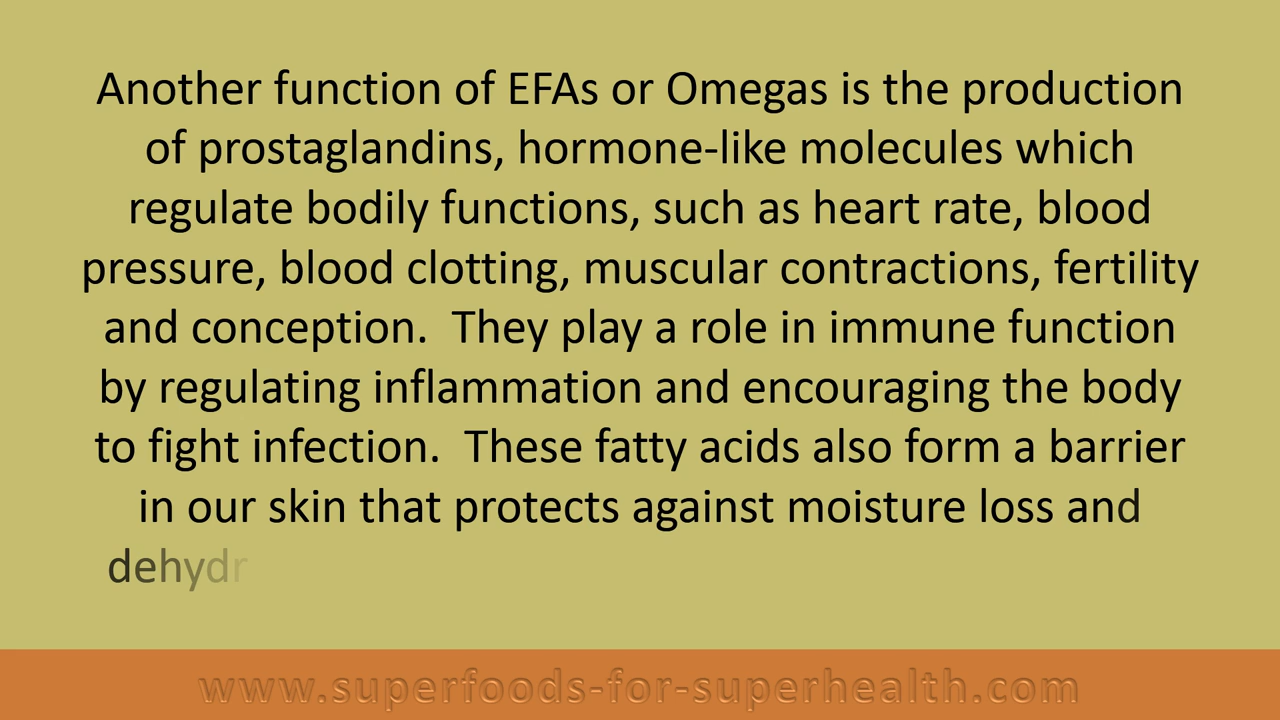 Another function of EFAs or Omegas is the production
of prostaglandins, hormone-like molecules which
regulate bodily functions, such as heart rate, blood
pressure, blood clotting, muscular contractions, fertility
and conception.  They play a role in immune function
by regulating inflammation and encouraging the body
to fight infection.  These fatty acids also form a barrier
in our skin that protects against moisture loss and
dehydr
www.superfoods-for-superhealth.com